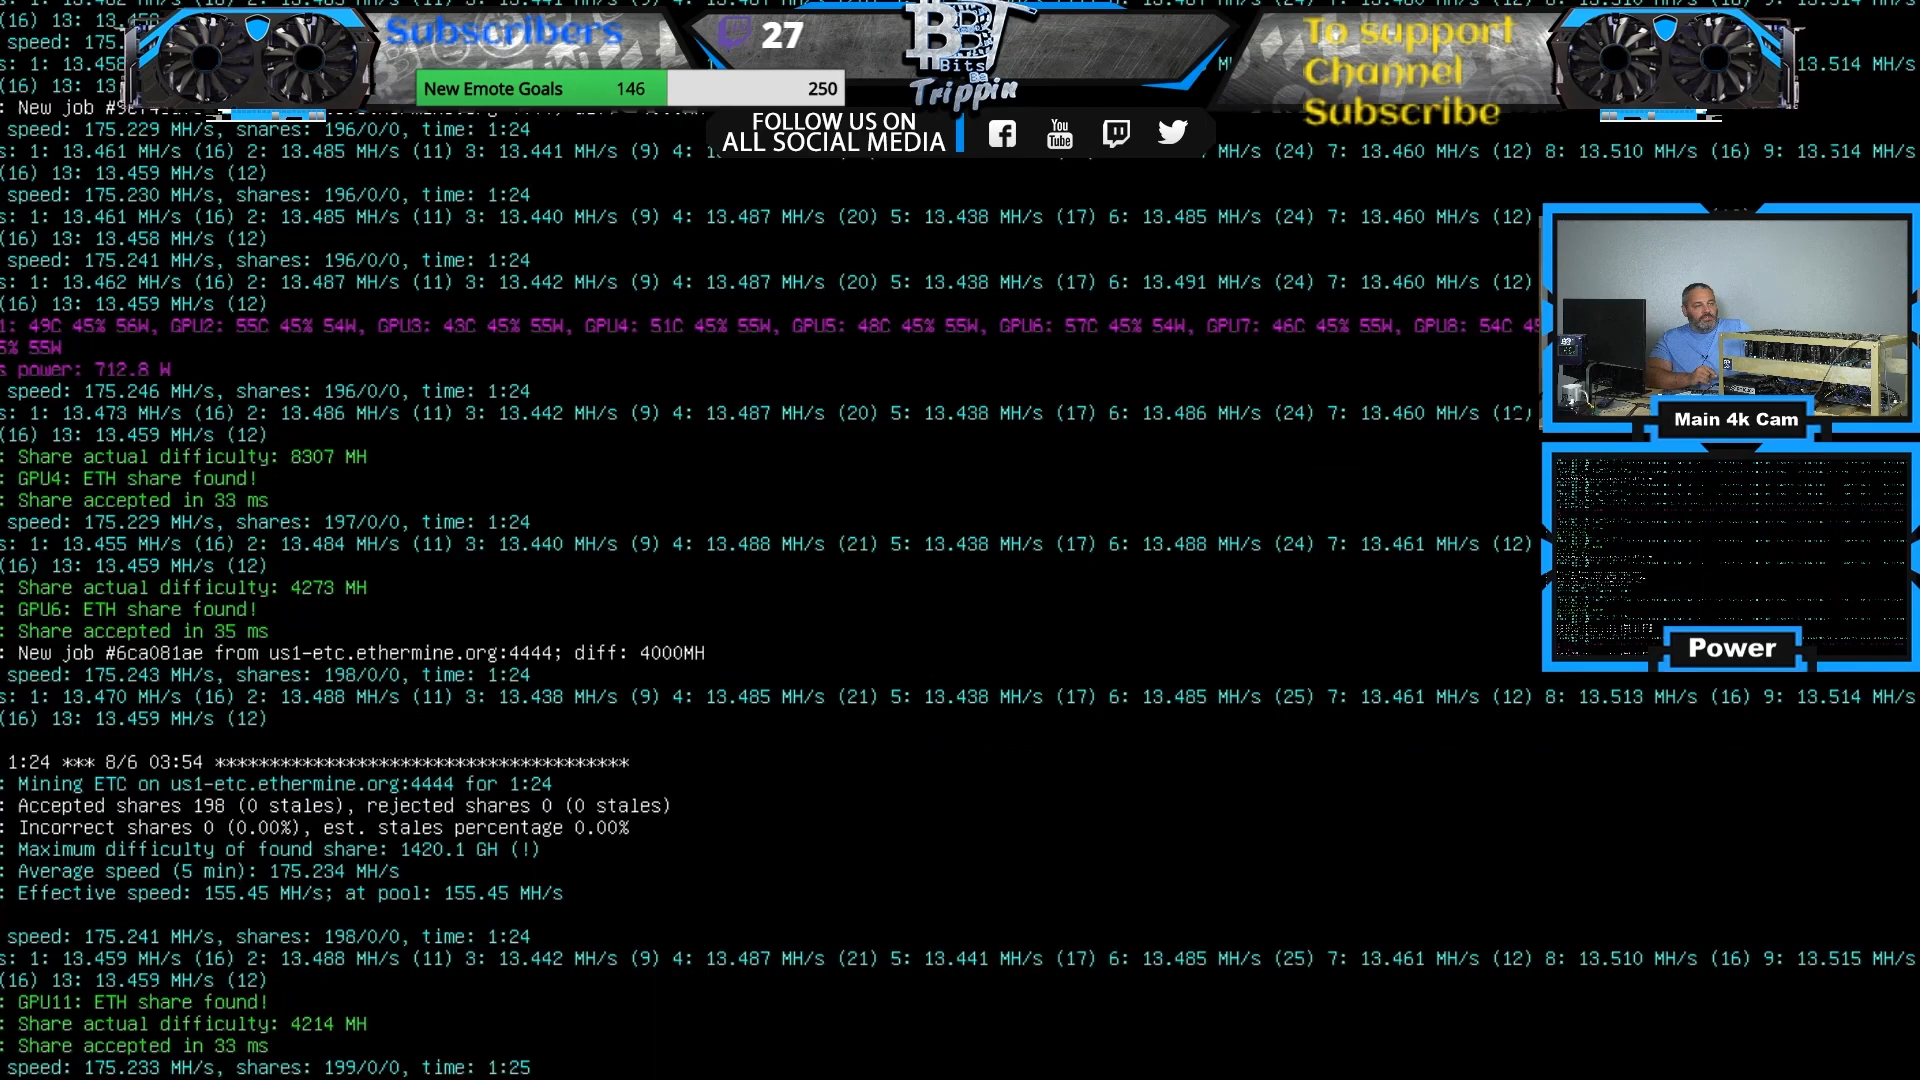 Subscribers
New Emote Goals 146 250
27
Bits
Be
Trippin
To support
Channel
Subscribe
FOLLOW US ON
ALL SOCIAL MEDIA
You
Tube
speed: 175.
s: 1: 13.458
13.514 MH/s
: New job
speed: 175.229 MH/s, shares: 196/0/0, time: 1:24
s: 1: 13.461 MH/s (16) 2: 13.485 MH/s (11) 3: 13.441 MH/s (9) 4: (24) 7: 13.460 MH/s (12) 8: 13.510 MH/s (16) 9: 13.514 MH/s
(16) 13: 13.459 MH/s (12)
speed: 175.230 MH/s, shares: 196/0/0, time: 1:24
s: 1: 13.461 MH/s (16) 2: 13.485 MH/s (11) 3: 13.440 MH/s (9) 4: 13.487 MH/s (20) 5: 13.438 MH/s (17) 6: 13.485 MH/s (24) 7: 13.460 MH/s (12)
(16) 13: 13.458 MH/s (12)
speed: 175.241 MH/s, shares: 196/0/0, time: 1:24
s: 1: 13.462 MH/s (16) 2: 13.487 MH/s (11) 3: 13.442 MH/s (9) 4: 13.487 MH/s (20) 5: 13.438 MH/s (17) 6: 13.491 MH/s (24) 7: 13.460 MH/s (12)
(16) 13: 13.459 MH/s (12)
1: 49C 45% 56W, GPU2: 55C 45% 54W, GPU3: 43C 45% 55W, GPU4: 51C 45% 55W, GPU5: 48C 45% 55W, GPU6: 57C 45% 54W, GPU7: 46C 45% 55W, GPU8: 54C 45
5% 55W
s power: 712.8 W
speed: 175.246 MH/s, shares: 196/0/0, time: 1:24
s: 1: 13.473 MH/s (16) 2: 13.486 MH/s (11) 3: 13.442 MH/s (9) 4: 13.487 MH/s (20) 5: 13.438 MH/s (17) 6: 13.486 MH/s (24) 7: 13.460 MH/s (12)
(16) 13: 13.459 MH/s (12)
: Share actual difficulty: 8307 MH
: GPU4: ETH share found!
: Share accepted in 33 ms
speed: 175.229 MH/s, shares: 197/0/0, time: 1:24
s: 1: 13.455 MH/s (16) 2: 13.484 MH/s (11) 3: 13.440 MH/s (9) 4: 13.488 MH/s (21) 5: 13.438 MH/s (17) 6: 13.488 MH/s (24) 7: 13.461 MH/s (12)
(16) 13: 13.459 MH/s (12)
: Share actual difficulty: 4273 MH
: GPU6: ETH share found!
: Share accepted in 35 ms
: New job #6ca081ae from us1-etc.ethermine.org:4444; diff: 4000MH
speed: 175.243 MH/s, shares: 198/0/0, time: 1:24
s: 1: 13.470 MH/s (16) 2: 13.488 MH/s (11) 3: 13.438 MH/s (9) 4: 13.485 MH/s (21) 5: 13.438 MH/s (17) 6: 13.485 MH/s (25) 7: 13.461 MH/s (12) 8: 13.513 MH/s (16) 9: 13.514 MH/s
(16) 13: 13.459 MH/s (12)
1:24 *** 8/6 03:54 **************************************
: Mining ETC on us1-etc.ethermine.org:4444 for 1:24
: Accepted shares 198 (0 stales), rejected shares 0 (0 stales)
: Incorrect shares 0 (0.00%), est. stales percentage 0.00%
: Maximum difficulty of found share: 1420.1 GH (!)
: Average speed (5 min): 175.234 MH/s
: Effective speed: 155.45 MH/s; at pool: 155.45 MH/s
speed: 175.241 MH/s, shares: 198/0/0, time: 1:24
s: 1: 13.459 MH/s (16) 2: 13.488 MH/s (11) 3: 13.442 MH/s (9) 4: 13.487 MH/s (21) 5: 13.441 MH/s (17) 6: 13.485 MH/s (25) 7: 13.461 MH/s (12) 8: 13.510 MH/s (16) 9: 13.515 MH/s
(16) 13: 13.459 MH/s (12)
: GPU11: ETH share found!
: Share actual difficulty: 4214 MH
: Share accepted in 33 ms
speed: 175.233 MH/s, shares: 199/0/0, time: 1:25
Main 4k Cam
Power